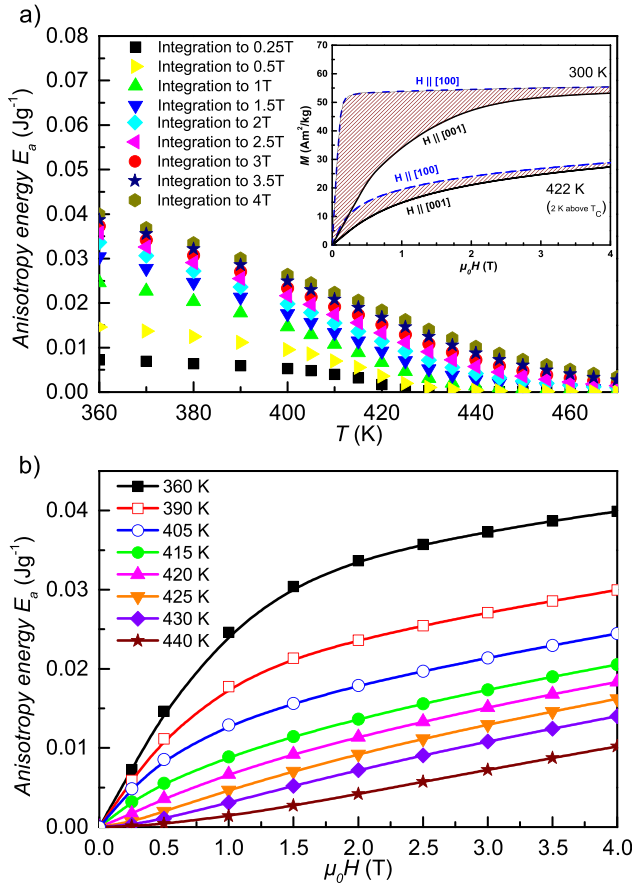 a)
Anisotropy energy Eₐ (Jg⁻¹)
0.08
0.07
0.06
0.05
0.04
0.03
0.02
0.01
0.00
Integration to 0.25T
Integration to 0.5T
Integration to 1T
Integration to 1.5T
Integration to 2T
Integration to 2.5T
Integration to 3T
Integration to 3.5T
Integration to 4T
M (Am²/kg)
70
60
50
40
30
20
10
0
H || [100]
300 K
H || [001]
H || [100]
H || [001]
422 K
(2 K above T_C)
0 1 2 3 4
μ₀H (T)
360 380 400 420 440 460
T (K)
b)
Anisotropy energy Eₐ (Jg⁻¹)
0.04
0.03
0.02
0.01
0.00
360 K
390 K
405 K
415 K
420 K
425 K
430 K
440 K
0.0 0.5 1.0 1.5 2.0 2.5 3.0 3.5 4.0
μ₀H (T)